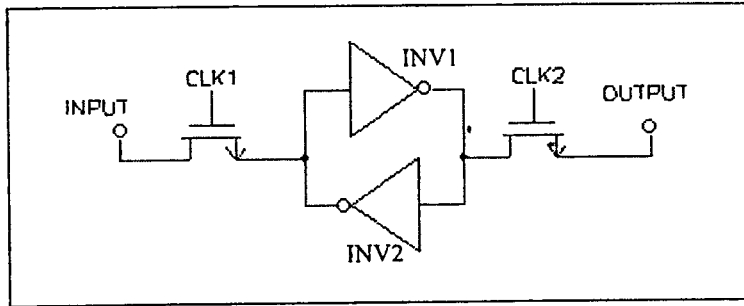 INV1
CLK1
CLK2
INPUT
OUTPUT
INV2